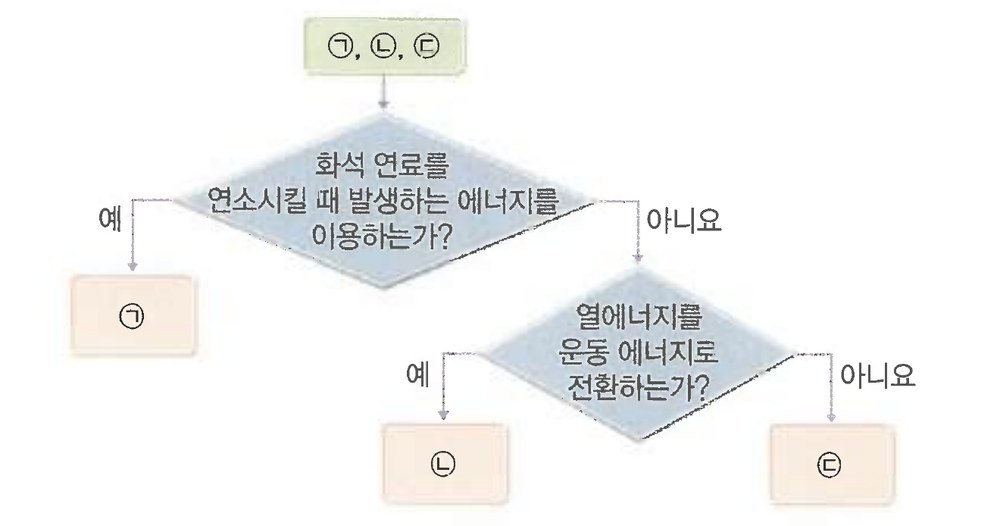 ㉠, ㉡, ㉢
화석 연료를
연소시킬 때 발생하는 에너지를
이용하는가?
예
아니요
㉠
열에너지를
운동 에너지로
전환하는가?
예
아니요
㉡
㉢